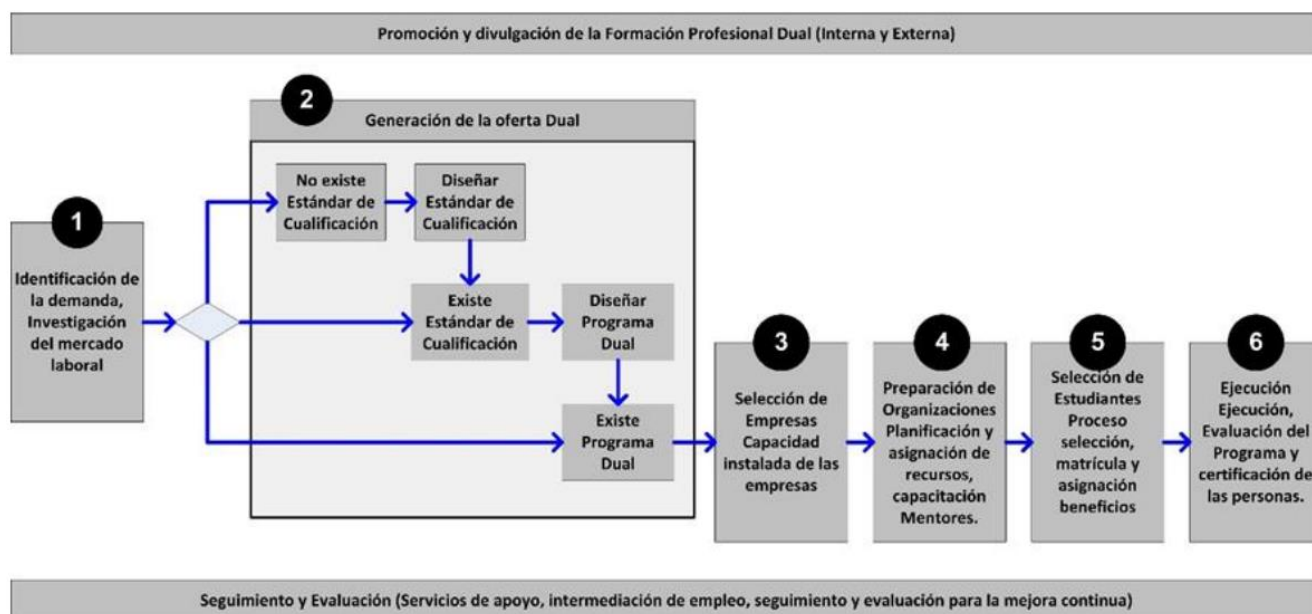 Promoción y divulgación de la Formación Profesional Dual (Interna y Externa)
2
Generación de la oferta Dual
No existe
Estándar de
Cualificación
Diseñar
Estándar de
Cualificación
1
Identificación de
la demanda,
Investigación
del mercado
laboral
Existe
Estándar de
Cualificación
Diseñar
Programa
Dual
Existe
Programa
Dual
3
Selección de
Empresas
Capacidad
instalada de las
empresas
4
Preparación de
Organizaciones
Planificación y
asignación de
recursos,
capacitación
Mentores.
5
Selección de
Estudiantes
Proceso
selección,
matrícula y
asignación
beneficios
6
Ejecución
Ejecución,
Evaluación del
Programa y
certificación de
las personas.
Seguimiento y Evaluación (Servicios de apoyo, intermediación de empleo, seguimiento y evaluación para la mejora continua)